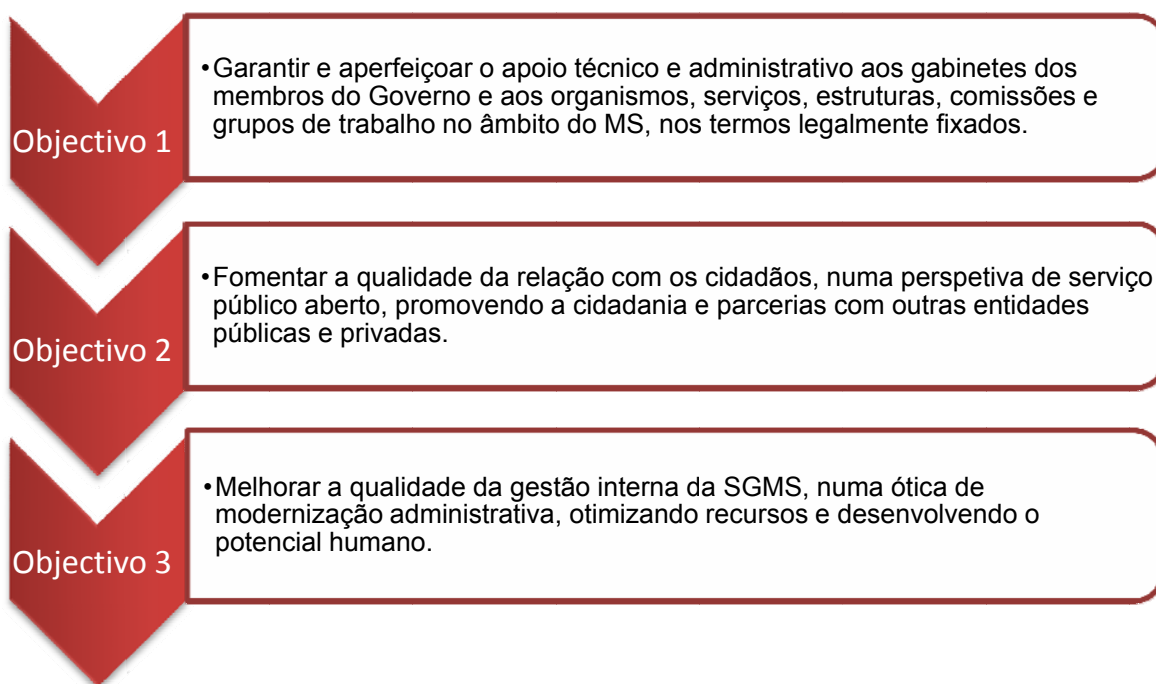 Objectivo 1
•Garantir e aperfeiçoar o apoio técnico e administrativo aos gabinetes dos
membros do Governo e aos organismos, serviços, estruturas, comissões e
grupos de trabalho no âmbito do MS, nos termos legalmente fixados.
Objectivo 2
•Fomentar a qualidade da relação com os cidadãos, numa perspetiva de serviço
público aberto, promovendo a cidadania e parcerias com outras entidades
públicas e privadas.
Objectivo 3
•Melhorar a qualidade da gestão interna da SGMS, numa ótica de
modernização administrativa, otimizando recursos e desenvolvendo o
potencial humano.